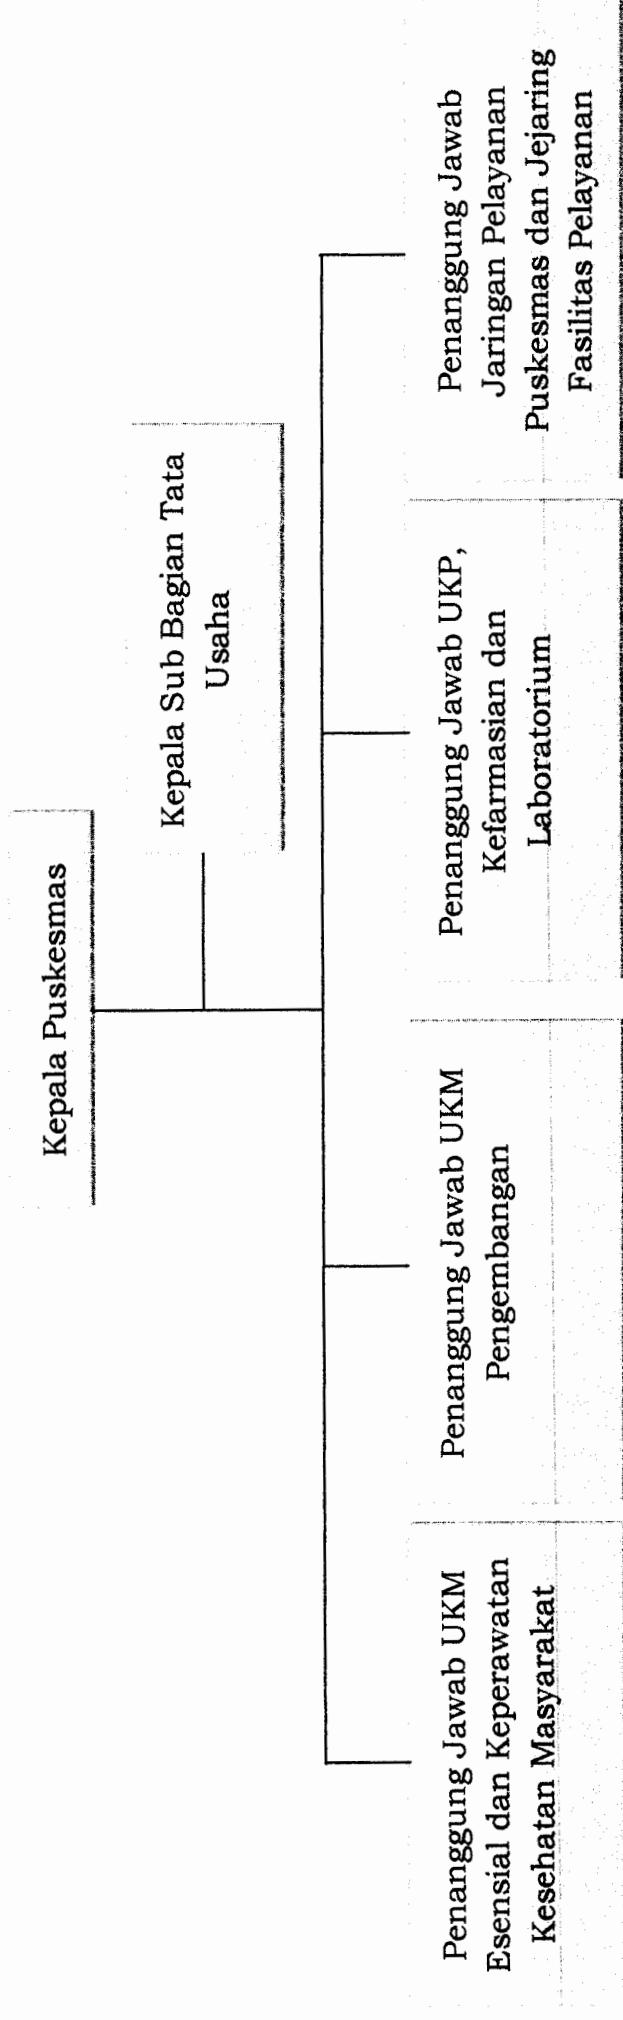 Kepala Puskesmas
Kepala Sub Bagian Tata
Usaha
Penanggung Jawab UKM
Esensial dan Keperawatan
Kesehatan Masyarakat
Penanggung Jawab UKM
Pengembangan
Penanggung Jawab UKP,
Kefarmasian dan
Laboratorium
Penanggung Jawab
Jaringan Pelayanan
Puskesmas dan Jejaring
Fasilitas Pelayanan